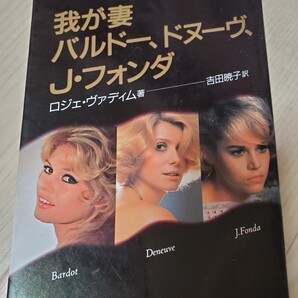 我が妻
バルドー、ドヌーヴ、
J・フォンダ
ロジェ・ヴァディム著
吉田暁子訳
Bardot
Deneuve
J.Fonda